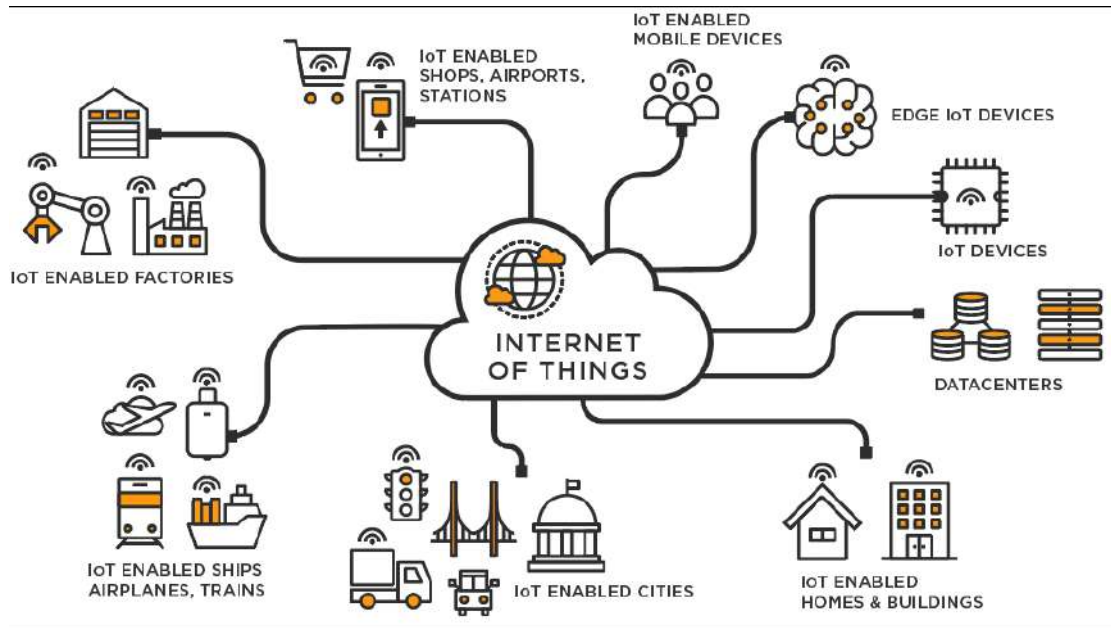 IoT ENABLED
MOBILE DEVICES
IoT ENABLED
SHOPS, AIRPORTS,
STATIONS
EDGE IoT DEVICES
IoT DEVICES
IoT ENABLED FACTORIES
INTERNET
OF THINGS
DATACENTERS
IoT ENABLED SHIPS
AIRPLANES, TRAINS
IoT ENABLED CITIES
IoT ENABLED
HOMES & BUILDINGS